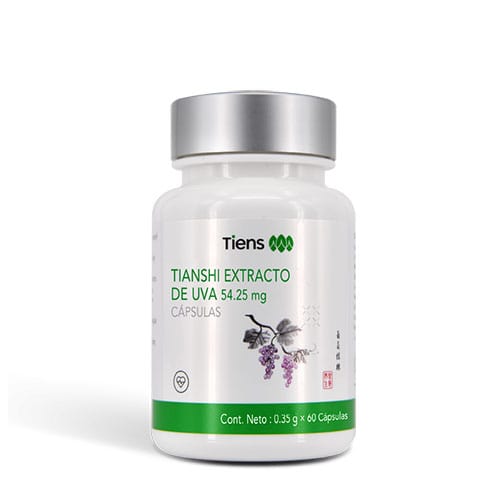 Tiens
TIANSHI EXTRACTO
DE UVA 54.25 mg
CÁPSULAS
Cont. Neto : 0.35 g × 60 Cápsulas